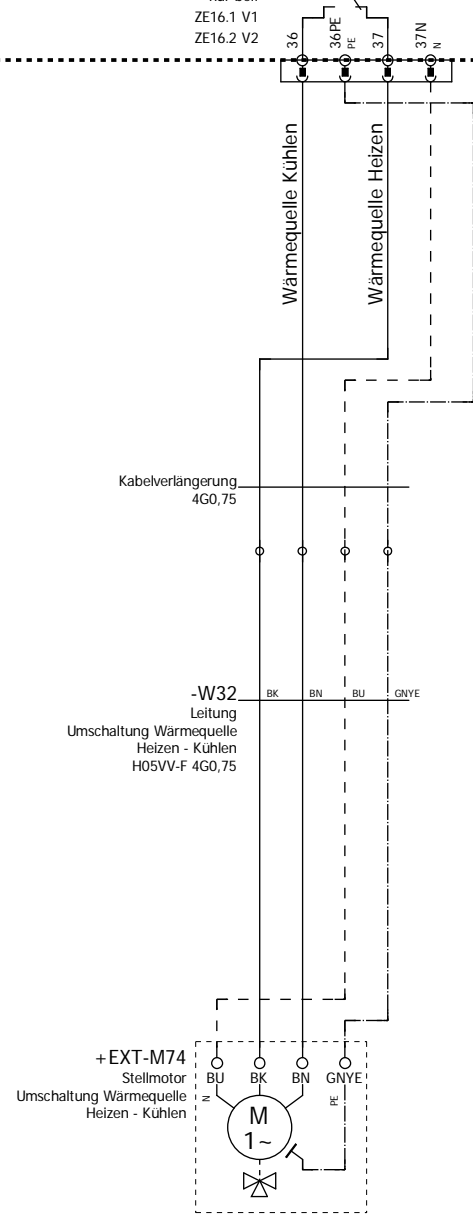 ZE16.1 V1
ZE16.2 V2
36
36PE
PE
37
37N
N
Wärmequelle Kühlen
Wärmequelle Heizen
Kabelverlängerung
4G0,75
-W32
BK
BN
BU
GNYE
Leitung
Umschaltung Wärmequelle
Heizen - Kühlen
H05VV-F 4G0,75
+EXT-M74
Stellmotor
Umschaltung Wärmequelle
Heizen - Kühlen
BU
BK
BN
GNYE
N
PE
M
1~